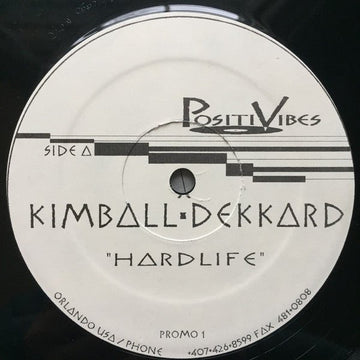 PositiVibes
SIDE A
KIMBALL·DEKKARD
"HARDLIFE"
PROMO 1
ORLANDO USA / PHONE +407•426•8599 FAX 481•0808